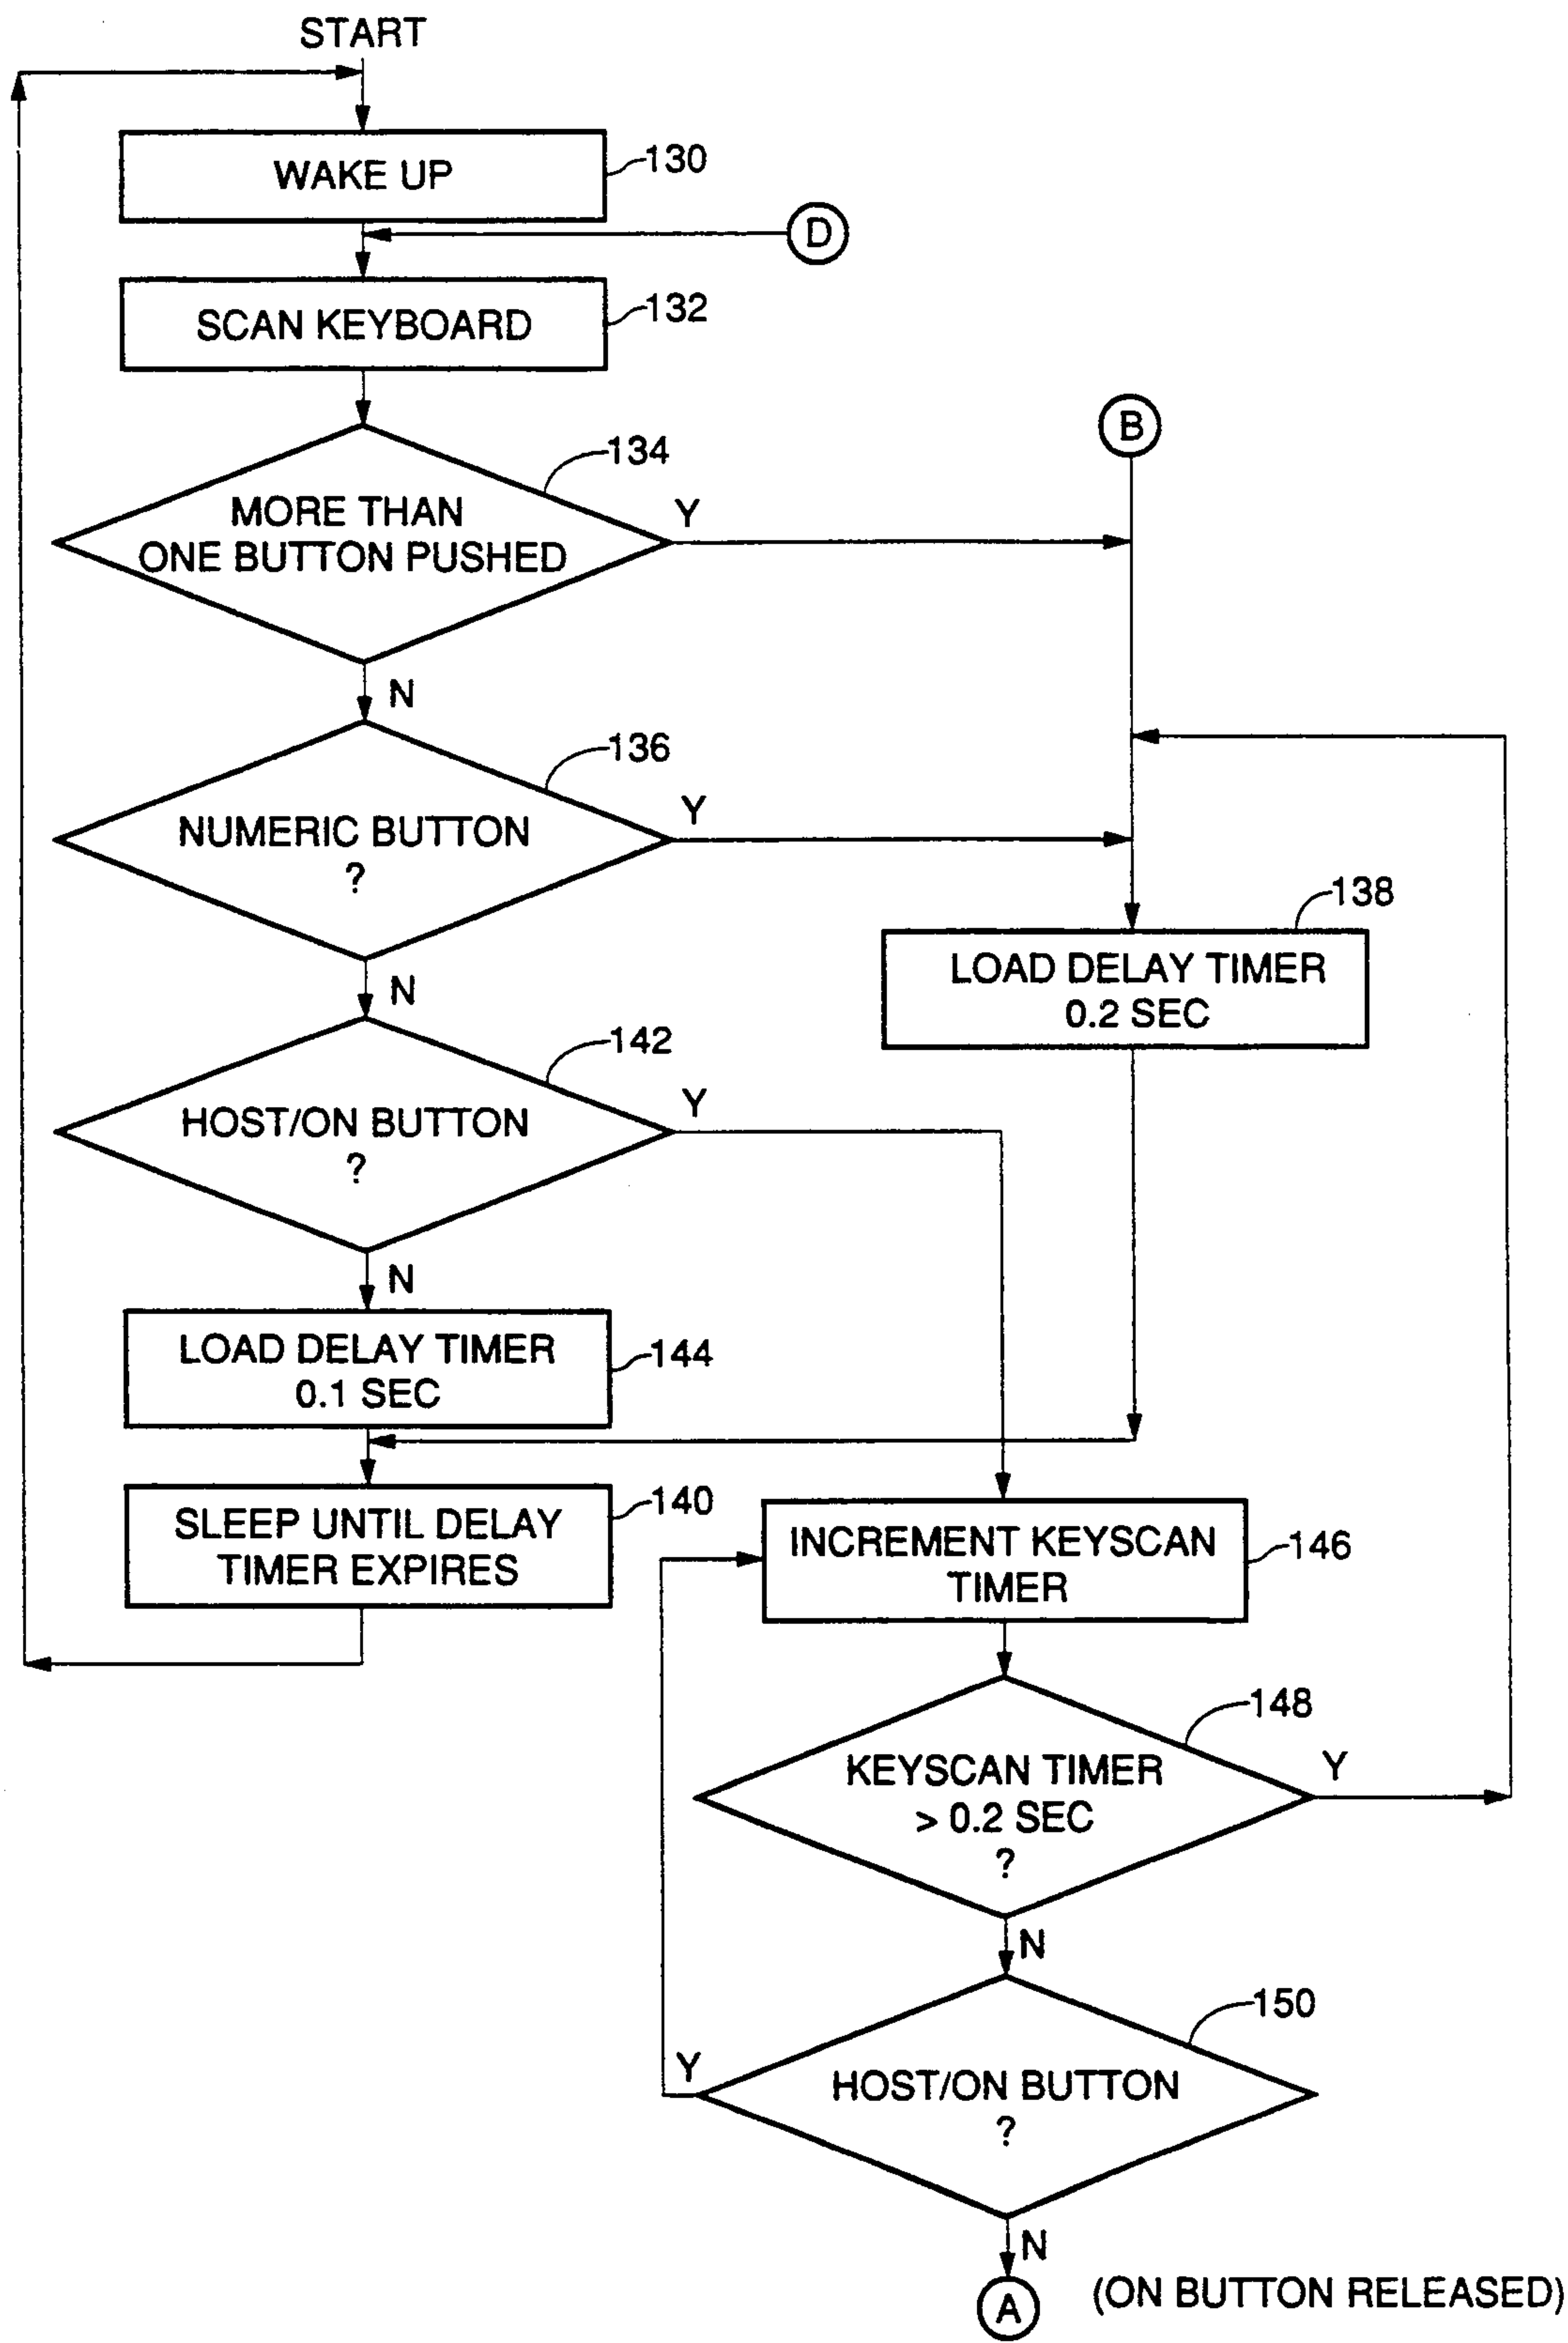 START
WAKE UP
130
D
SCAN KEYBOARD
132
B
134
MORE THAN
ONE BUTTON PUSHED
Y
N
136
NUMERIC BUTTON
?
Y
138
LOAD DELAY TIMER
0.2 SEC
N
142
HOST/ON BUTTON
?
Y
N
LOAD DELAY TIMER
0.1 SEC
144
SLEEP UNTIL DELAY
TIMER EXPIRES
140
INCREMENT KEYSCAN
TIMER
146
148
KEYSCAN TIMER
> 0.2 SEC
?
Y
N
150
HOST/ON BUTTON
?
Y
N
A
(ON BUTTON RELEASED)